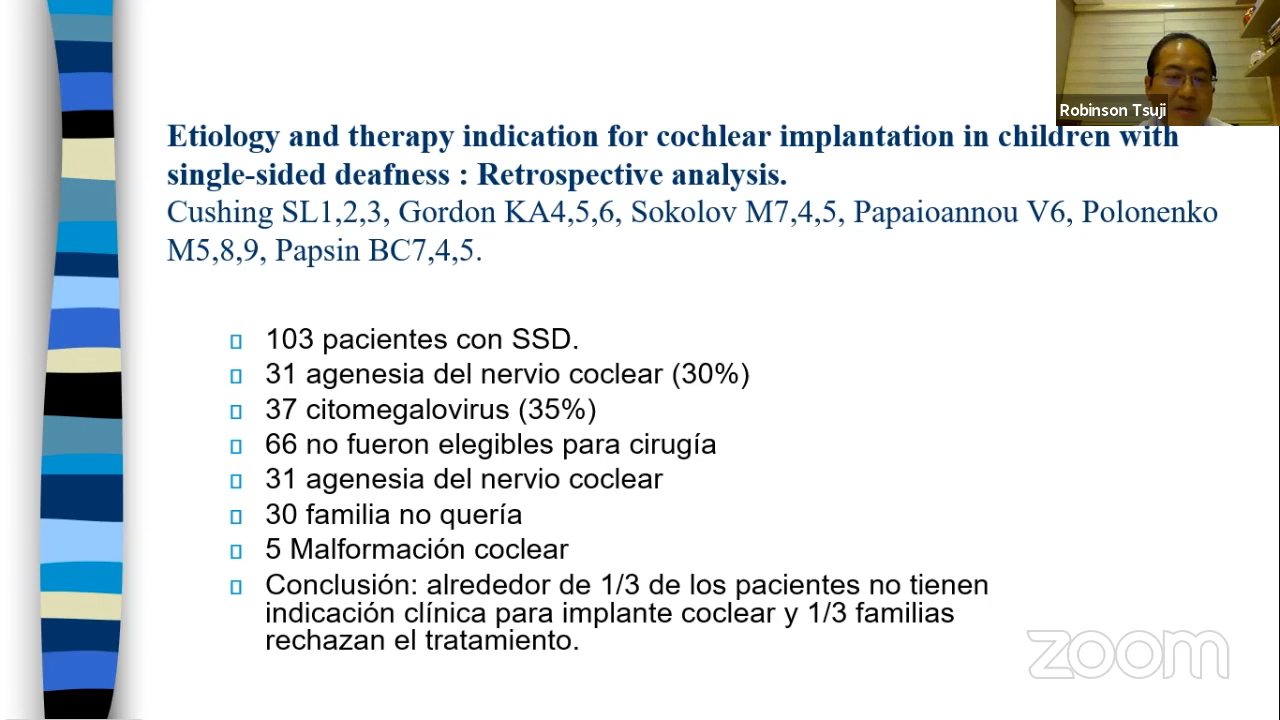 Robinson Tsuji
Etiology and therapy indication for cochlear implantation in children with
single-sided deafness : Retrospective analysis.
Cushing SL1,2,3, Gordon KA4,5,6, Sokolov M7,4,5, Papaioannou V6, Polonenko
M5,8,9, Papsin BC7,4,5.
103 pacientes con SSD.
31 agenesia del nervio coclear (30%)
37 citomegalovirus (35%)
66 no fueron elegibles para cirugía
31 agenesia del nervio coclear
30 familia no quería
5 Malformación coclear
Conclusión: alrededor de 1/3 de los pacientes no tienen
indicación clínica para implante coclear y 1/3 familias
rechazan el tratamiento.
zoom